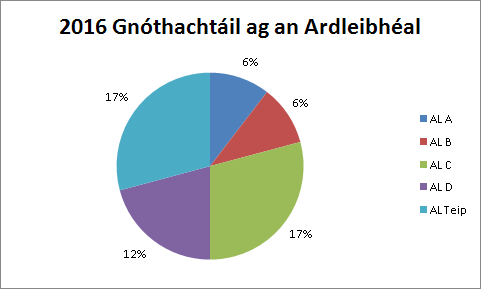 2016 Gnóthachtáil ag an Ardleibhéal
6%
6%
17%
12%
17%
AL A
AL B
AL C
AL D
AL Teip